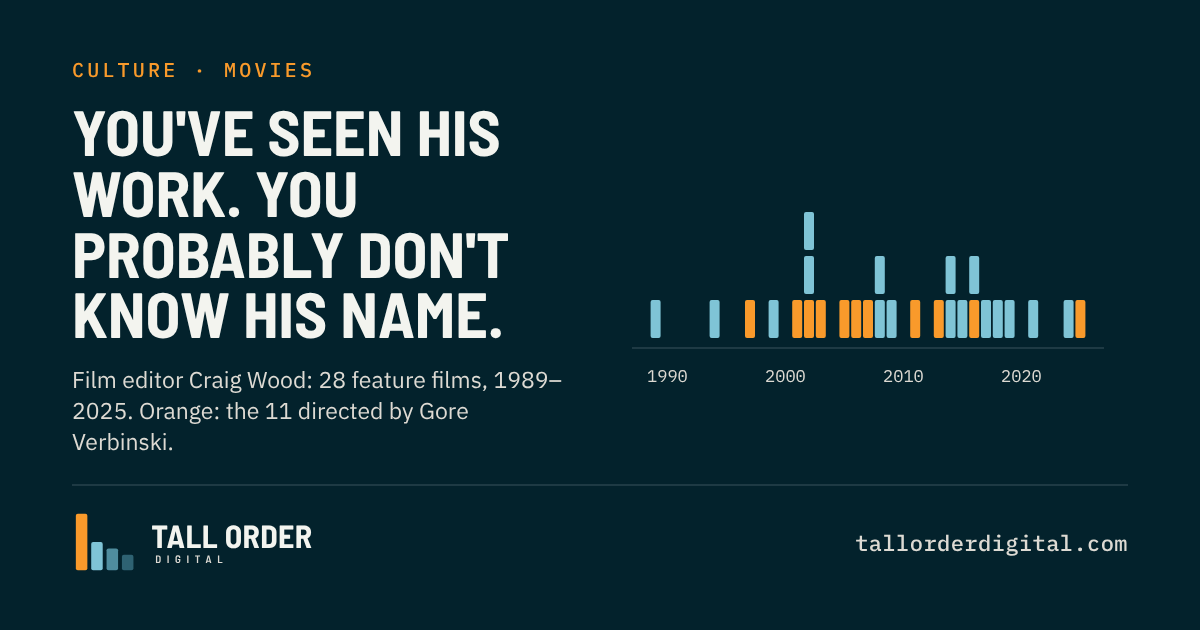 CULTURE · MOVIES
YOU'VE SEEN HIS
WORK. YOU
PROBABLY DON'T
KNOW HIS NAME.
Film editor Craig Wood: 28 feature films, 1989–
2025. Orange: the 11 directed by Gore
Verbinski.
1990 2000 2010 2020
TALL ORDER
DIGITAL
tallorderdigital.com